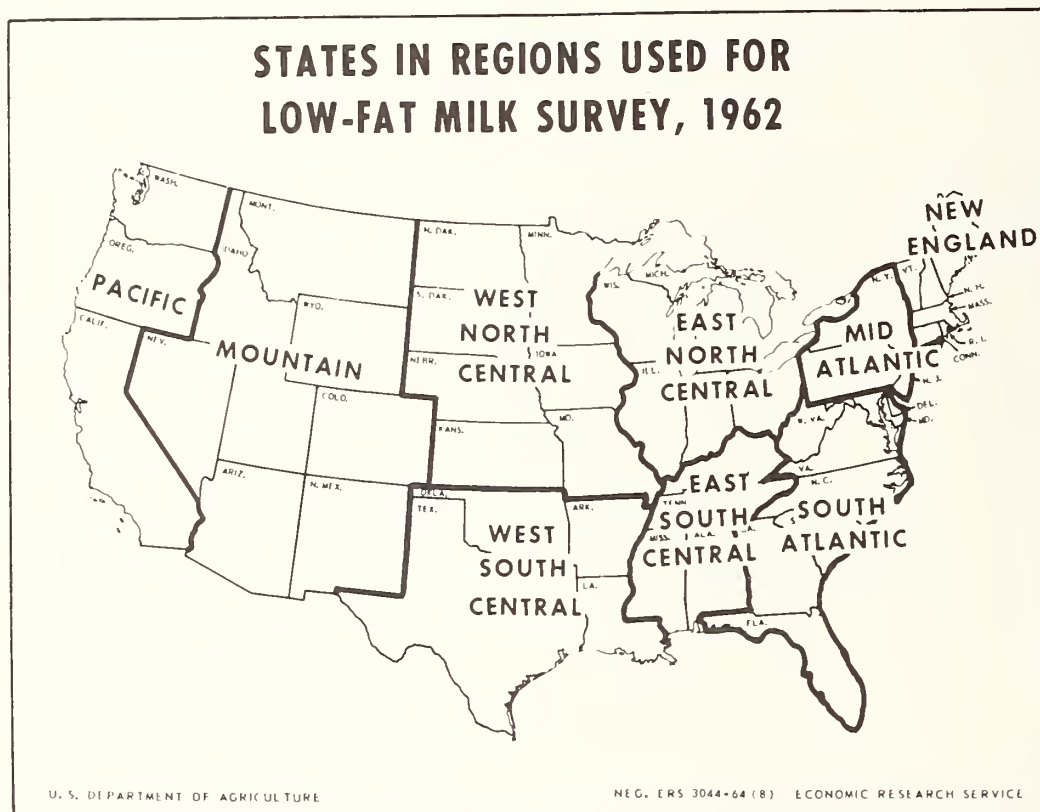 STATES IN REGIONS USED FOR
LOW-FAT MILK SURVEY, 1962
WASH.
MONT.
N. DAK.
MINN.
NEW
ENGLAND
OREG.
IDAHO
MICH.
WIS.
N. Y.
VT.
N. H.
MASS.
PACIFIC
S. DAK.
WYO.
WEST
NORTH
CENTRAL
EAST
NORTH
CENTRAL
MID
ATLANTIC
CALIF.
NEV.
MOUNTAIN
NEBR.
IOWA
ILL.
R. I.
CONN.
N. J.
COLO.
KANS.
MO.
W. VA.
DEL.
MD.
ARIZ.
N. MEX.
OKLA.
TEX.
ARK.
TENN.
VA.
N. C.
EAST
SOUTH
CENTRAL
SOUTH
ATLANTIC
MISS.
ALA.
WEST
SOUTH
CENTRAL
LA.
FLA.
U. S. DEPARTMENT OF AGRICULTURE
NEG. ERS 3044-64 (8) ECONOMIC RESEARCH SERVICE